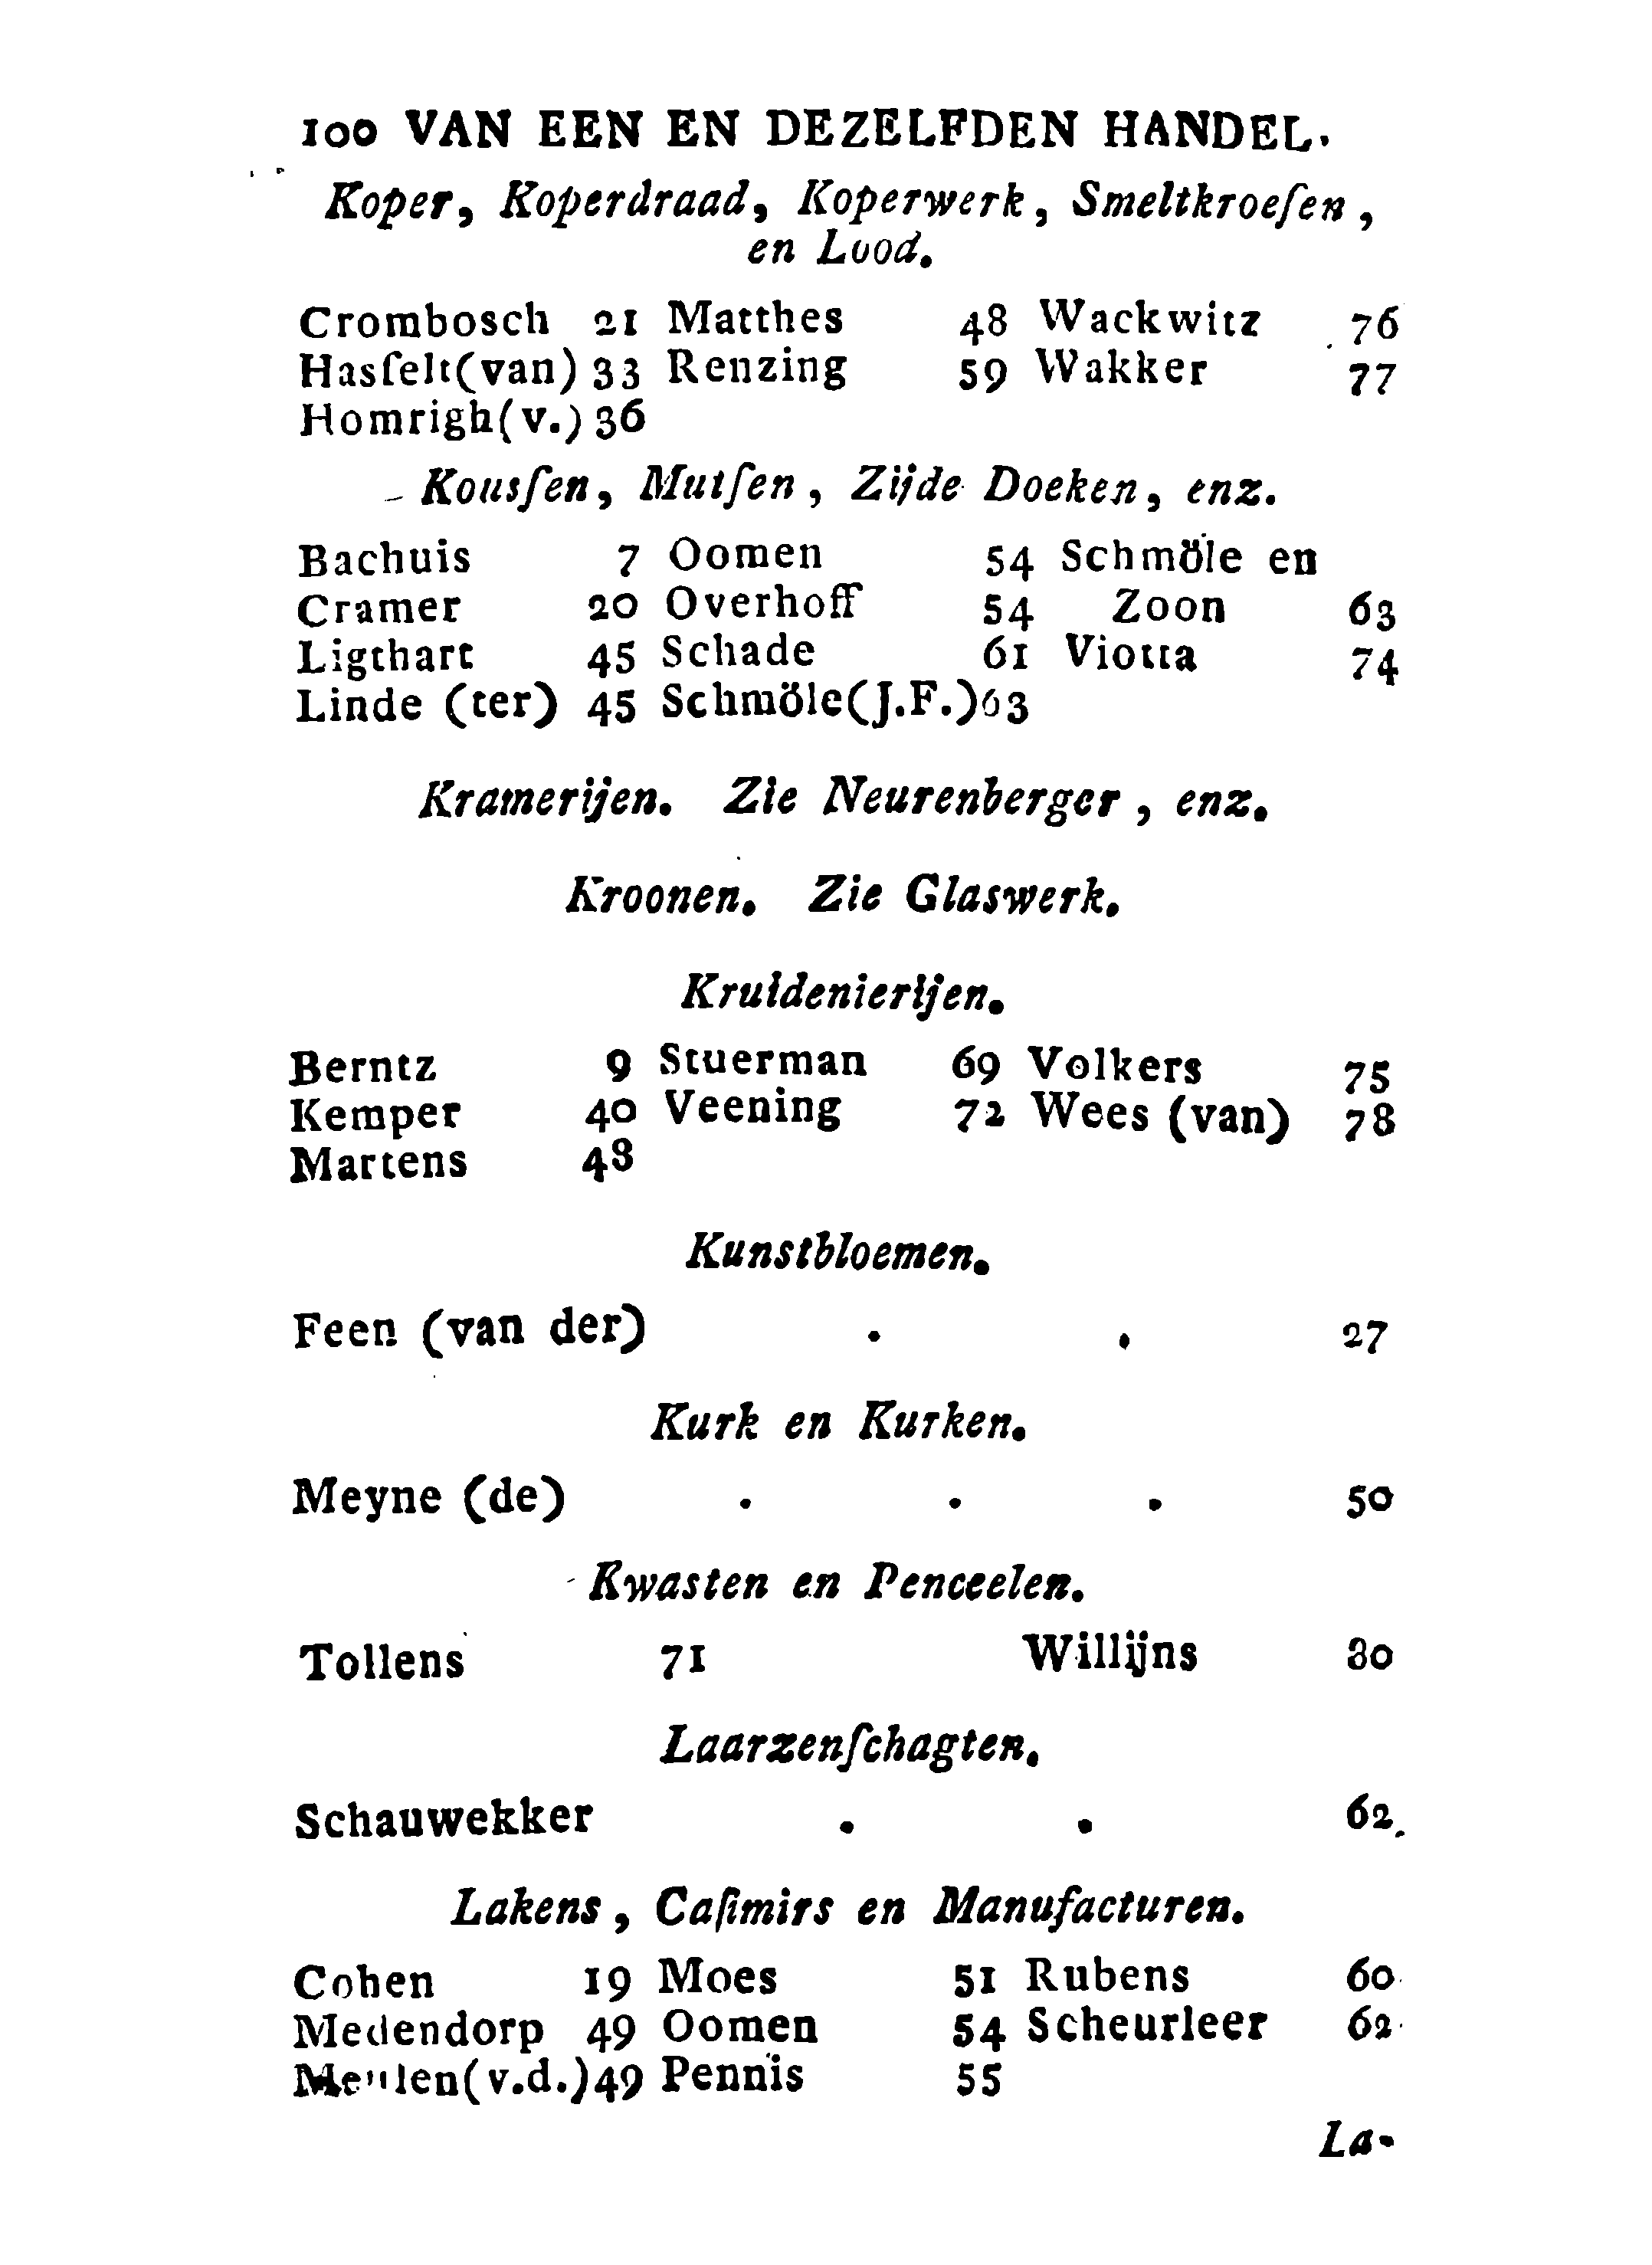 100 VAN EEN EN DEZELFDEN HANDEL.
Koper, Koperdraad, Koperwerk, Smeltkroeſen,
en Lood.
Crombosch 21 Matthes 48 Wackwitz 76
Hasſelt(van) 33 Renzing 59 Wakker 77
Homrigh(v.) 36
Kousſen, Mutſen, Zijde Doeken, enz.
Bachuis 7 Oomen 54 Schmöle en
Cramer 20 Overhoff 54 Zoon 63
Ligthart 45 Schade 61 Viotta 74
Linde (ter) 45 Schmöle(J.F.)63
Kramerijen. Zie Neurenberger, enz.
Kroonen. Zie Glaswerk.
Kruidenierijen.
Berntz 9 Stuerman 69 Volkers 75
Kemper 40 Veening 72 Wees (van) 78
Martens 48
Kunstbloemen.
Feen (van der) . . 27
Kurk en Kurken.
Meyne (de) . . . 50
Kwasten en Penceelen.
Tollens 71 Willijns 80
Laarzenſchagten.
Schauwekker . . 62.
Lakens, Caſimirs en Manufacturen.
Cohen 19 Moes 51 Rubens 60
Medendorp 49 Oomen 54 Scheurleer 62
Meulen(v.d.)49 Pennis 55
La-